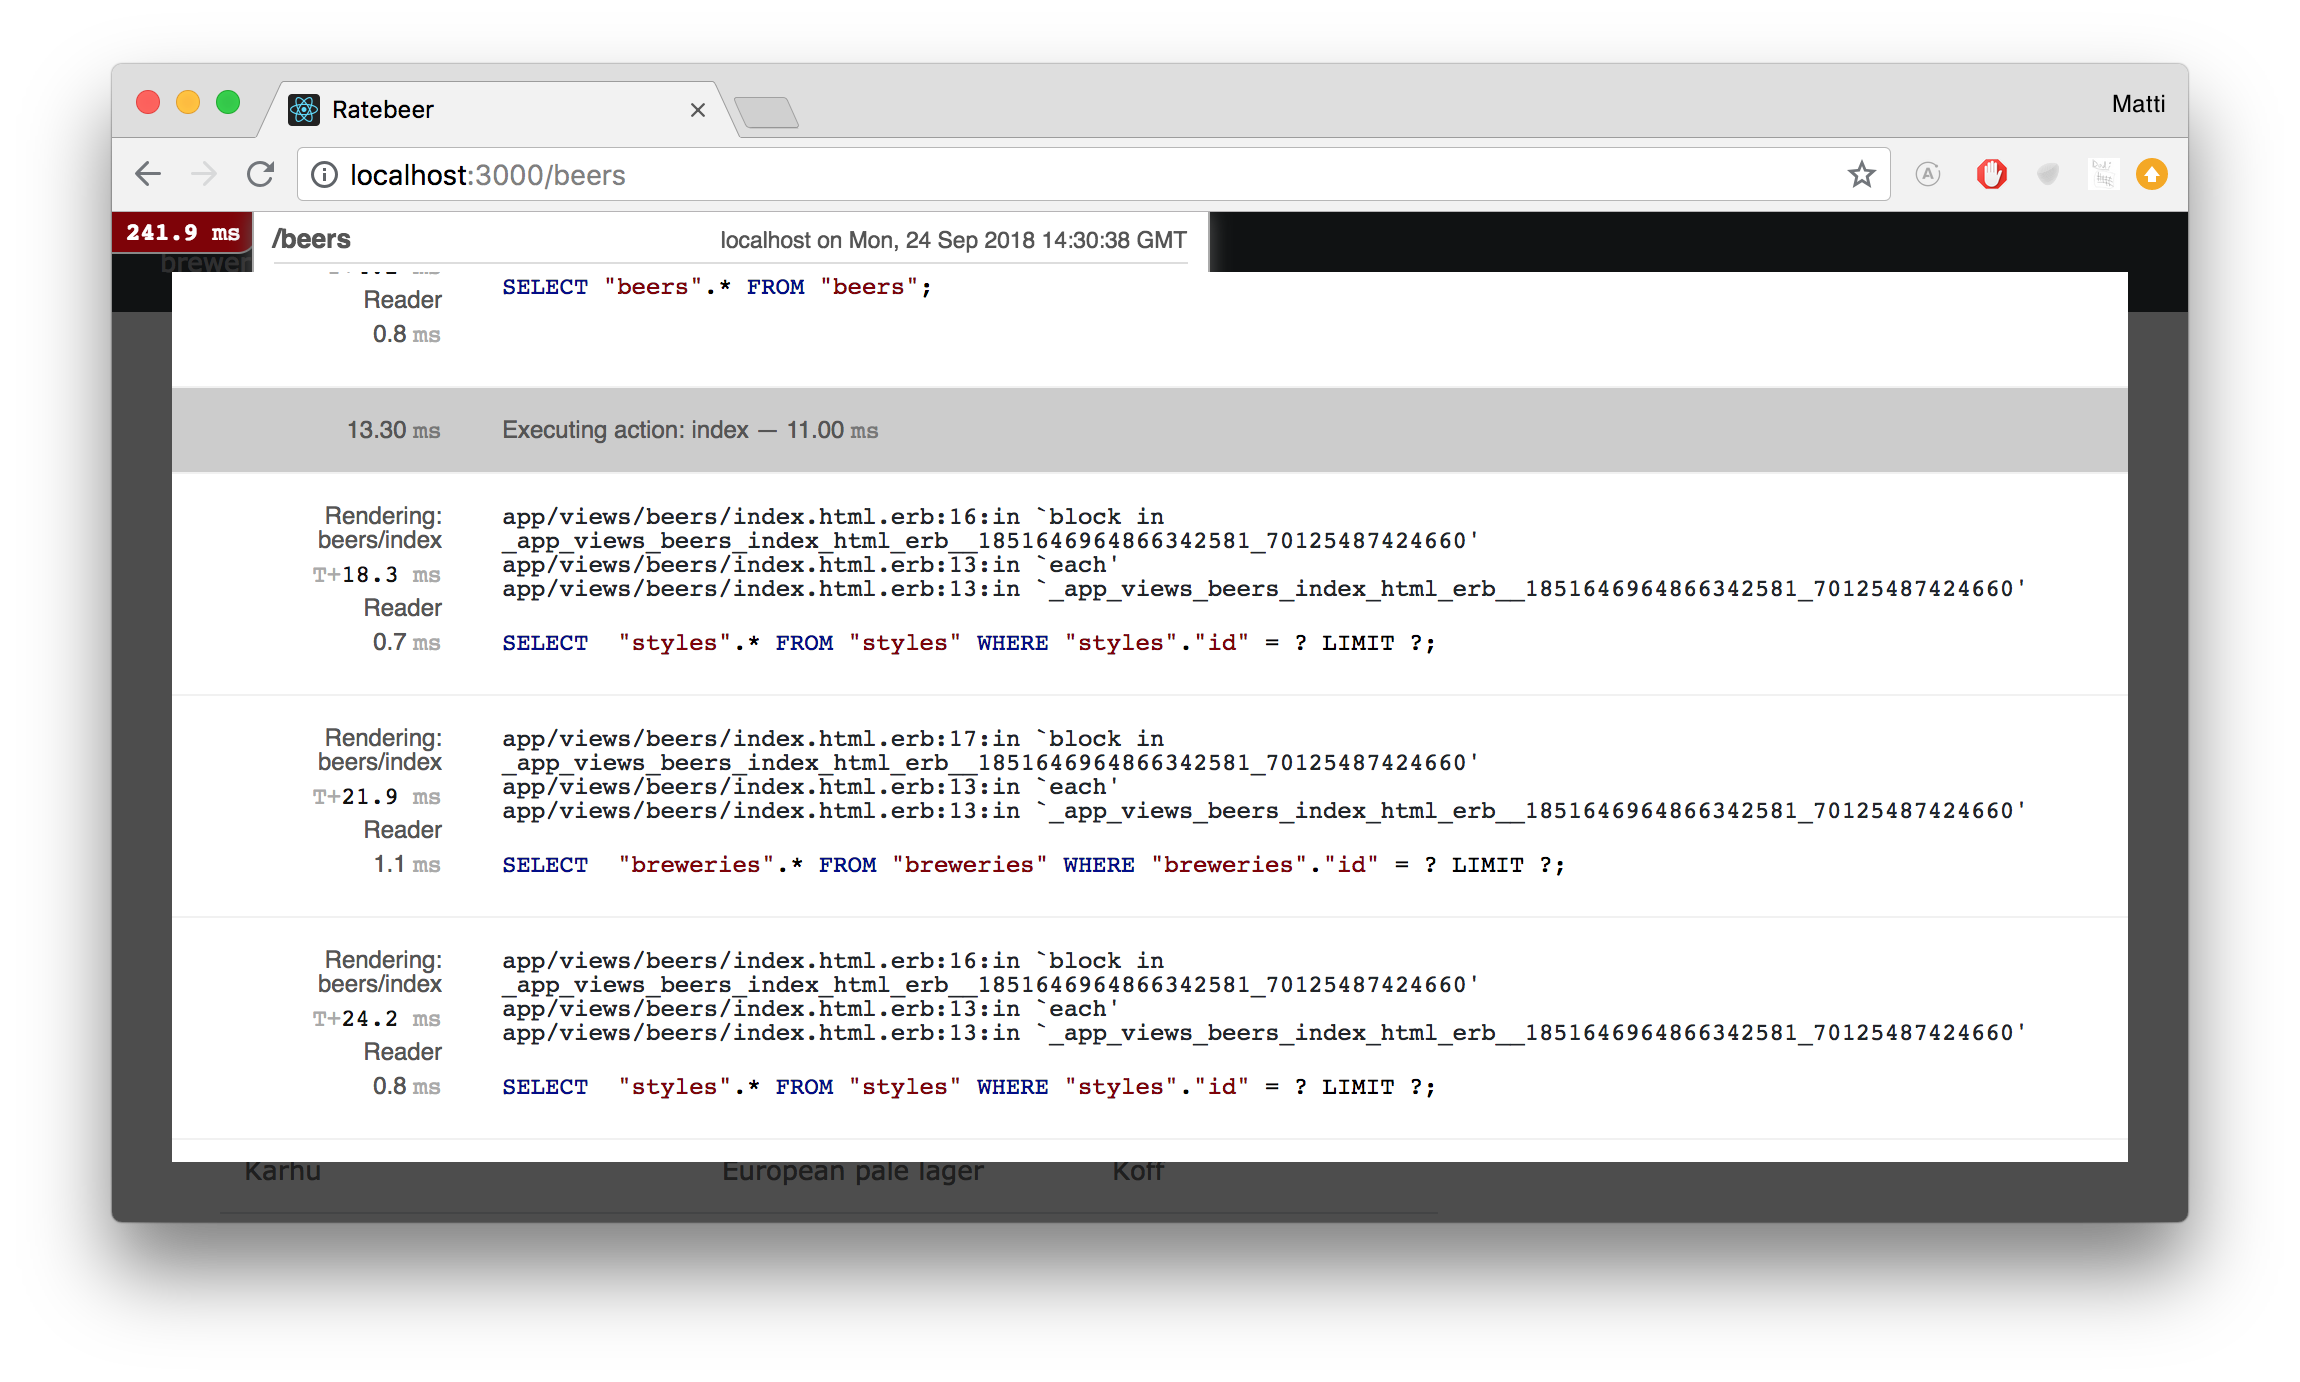 Ratebeer
Matti
localhost:3000/beers
241.9 ms
/beers
localhost on Mon, 24 Sep 2018 14:30:38 GMT
brewer
Reader
0.8 ms
SELECT "beers".* FROM "beers";
13.30 ms
Executing action: index — 11.00 ms
Rendering:
beers/index
T+18.3 ms
Reader
0.7 ms
app/views/beers/index.html.erb:16:in `block in
_app_views_beers_index_html_erb__1851646964866342581_70125487424660'
app/views/beers/index.html.erb:13:in `each'
app/views/beers/index.html.erb:13:in `_app_views_beers_index_html_erb__1851646964866342581_70125487424660'
SELECT  "styles".* FROM "styles" WHERE "styles"."id" = ? LIMIT ?;
Rendering:
beers/index
T+21.9 ms
Reader
1.1 ms
app/views/beers/index.html.erb:17:in `block in
_app_views_beers_index_html_erb__1851646964866342581_70125487424660'
app/views/beers/index.html.erb:13:in `each'
app/views/beers/index.html.erb:13:in `_app_views_beers_index_html_erb__1851646964866342581_70125487424660'
SELECT  "breweries".* FROM "breweries" WHERE "breweries"."id" = ? LIMIT ?;
Rendering:
beers/index
T+24.2 ms
Reader
0.8 ms
app/views/beers/index.html.erb:16:in `block in
_app_views_beers_index_html_erb__1851646964866342581_70125487424660'
app/views/beers/index.html.erb:13:in `each'
app/views/beers/index.html.erb:13:in `_app_views_beers_index_html_erb__1851646964866342581_70125487424660'
SELECT  "styles".* FROM "styles" WHERE "styles"."id" = ? LIMIT ?;
Karhu
European pale lager
Koff